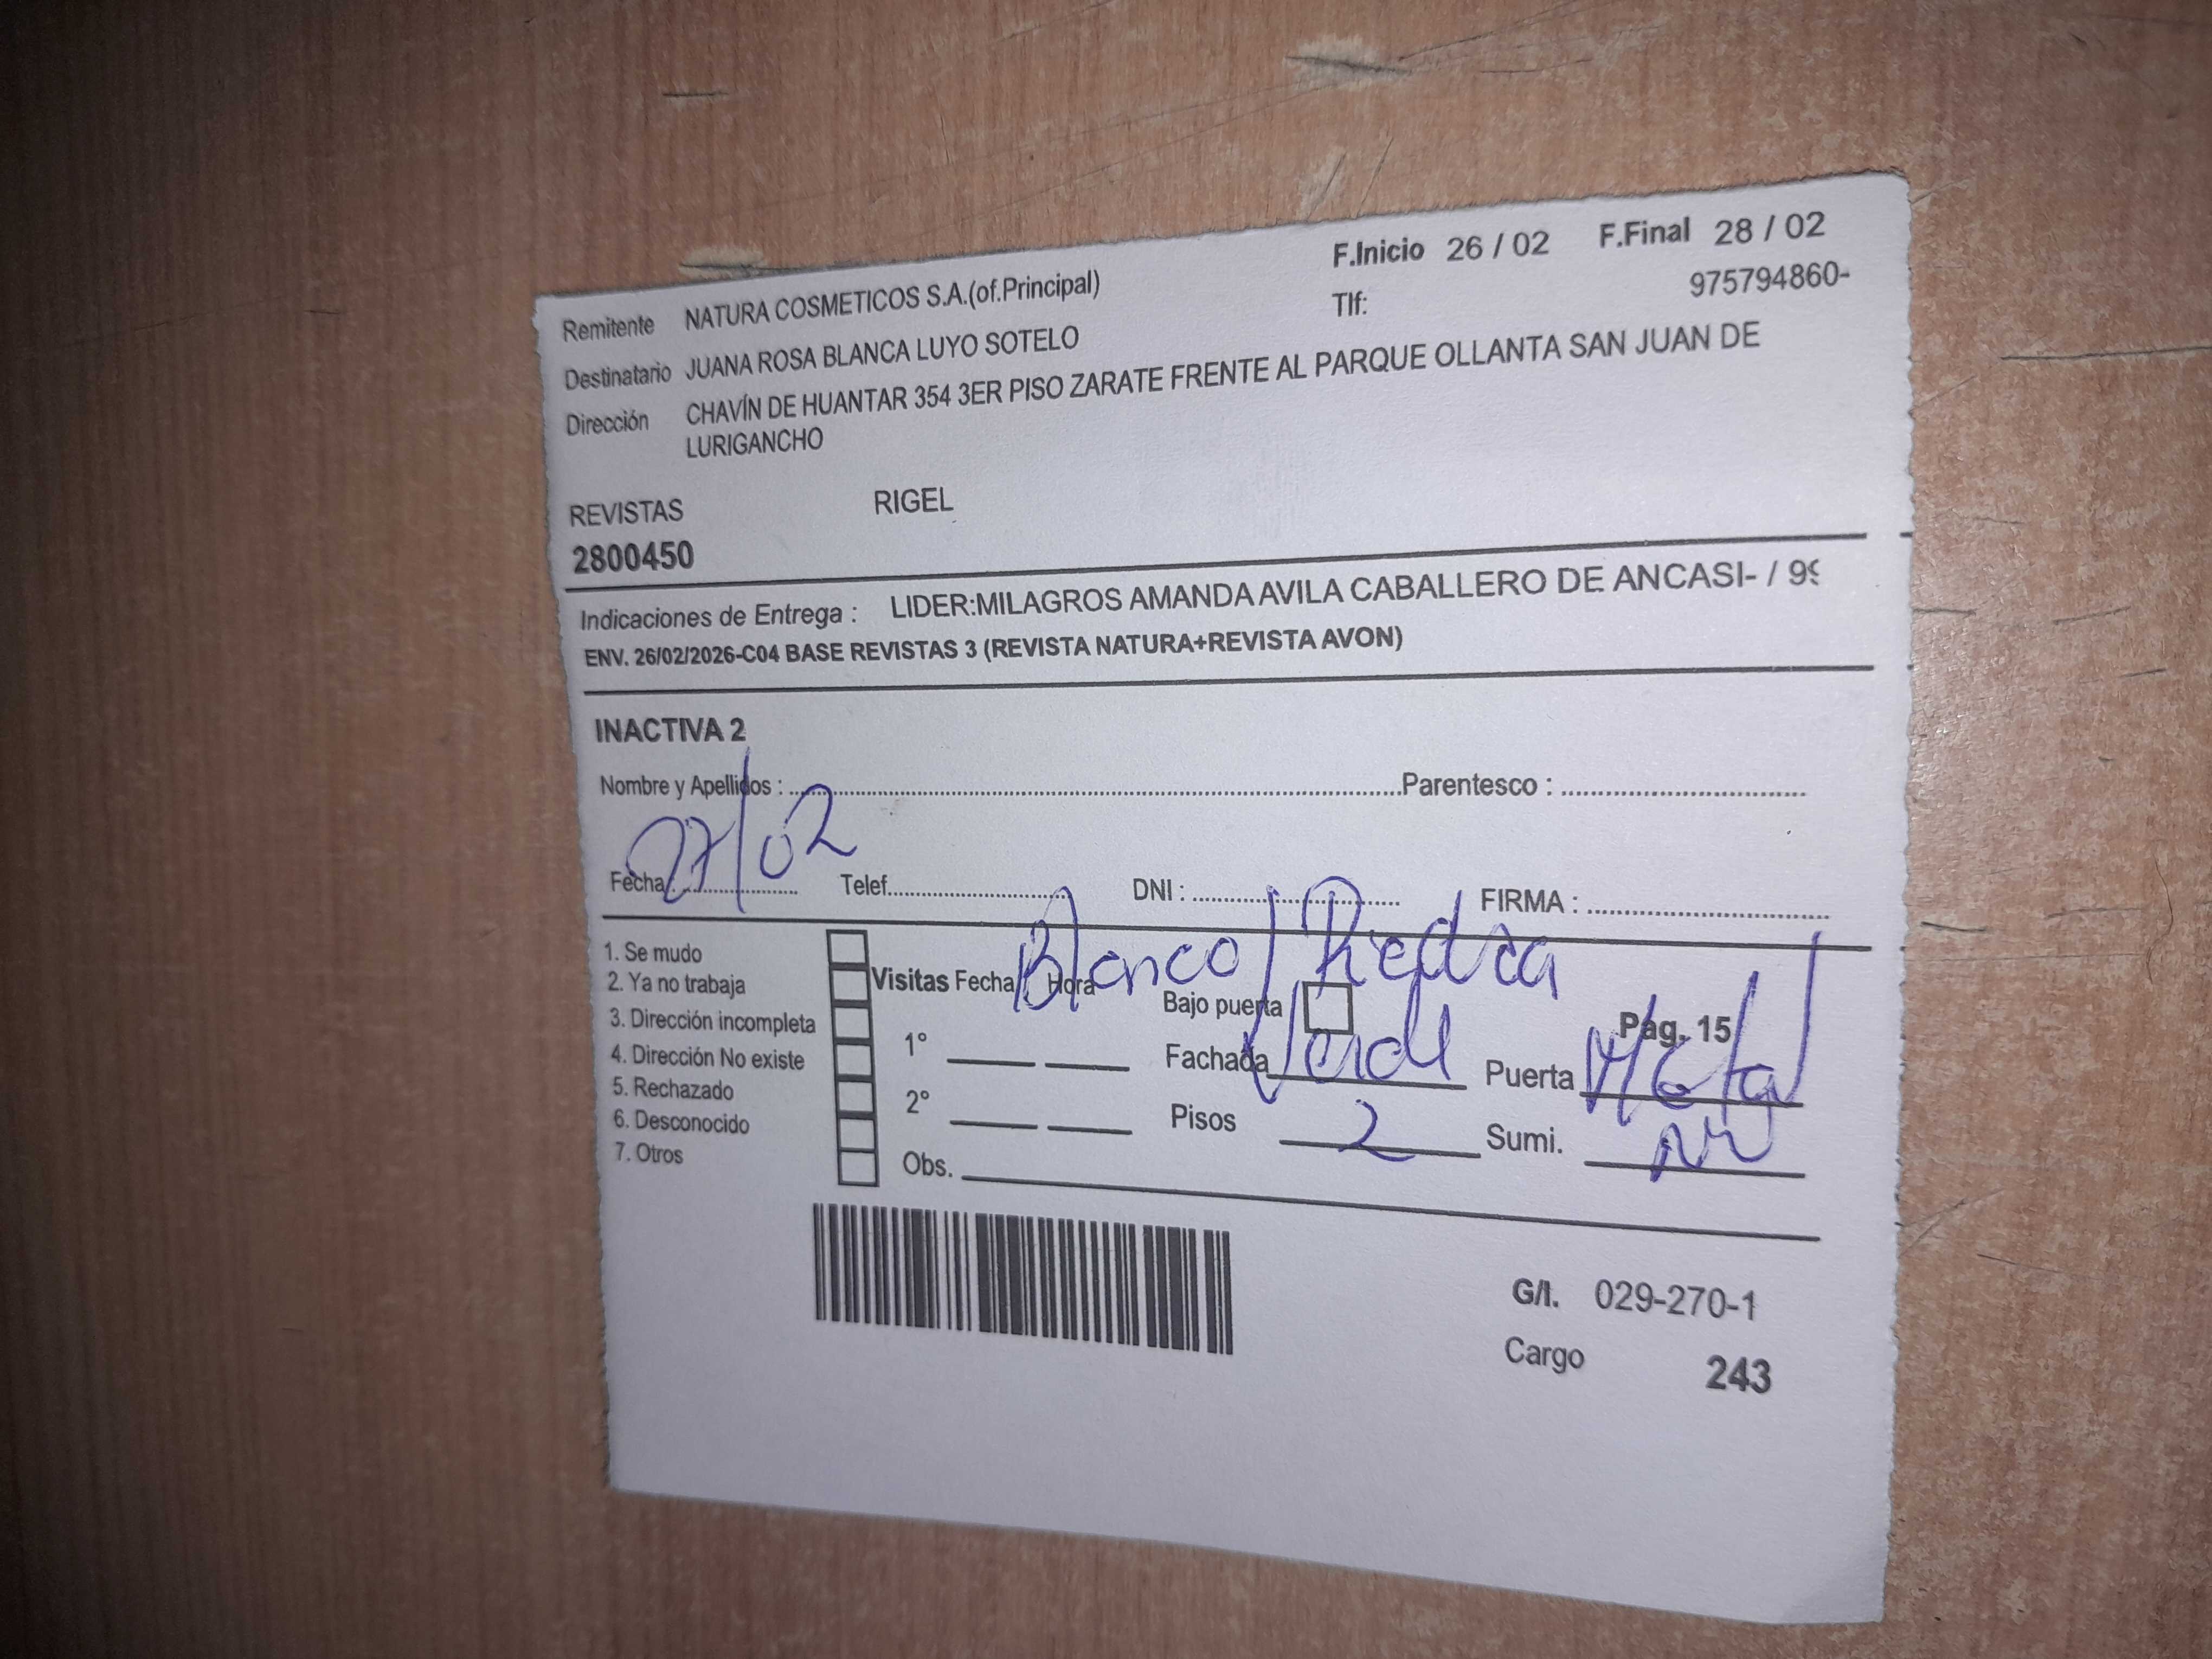 F.Inicio 26 / 02 F.Final 28 / 02
Remitente NATURA COSMETICOS S.A.(of.Principal) Tlf: 975794860-
Destinatario JUANA ROSA BLANCA LUYO SOTELO
Dirección CHAVÍN DE HUANTAR 354 3ER PISO ZARATE FRENTE AL PARQUE OLLANTA SAN JUAN DE
LURIGANCHO
REVISTAS RIGEL
2800450
Indicaciones de Entrega : LIDER:MILAGROS AMANDA AVILA CABALLERO DE ANCASI- / 99
ENV. 26/02/2026-C04 BASE REVISTAS 3 (REVISTA NATURA+REVISTA AVON)
INACTIVA 2
Nombre y Apellidos : Parentesco :
Fecha : 27/02 Telef. DNI : FIRMA :
Blanco/Piedra
1. Se mudo
2. Ya no trabaja
3. Dirección incompleta
4. Dirección No existe
5. Rechazado
6. Desconocido
7. Otros
Visitas Fecha Hora
1°
2°
Obs.
Bajo puerta Pág. 15
Fachada Verde Puerta Metal
Pisos 2 Sumi.
G/I. 029-270-1
Cargo 243